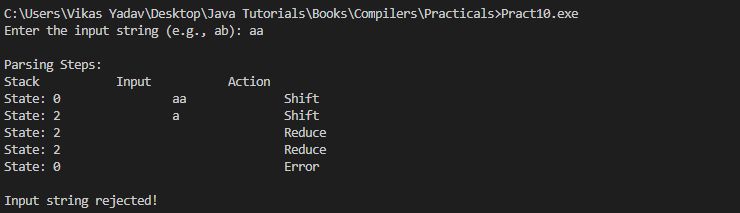 C:\Users\Vikas Yadav\Desktop\Java Tutorials\Books\Compilers\Practicals>Pract10.exe
Enter the input string (e.g., ab): aa
Parsing Steps:
Stack Input Action
State: 0 aa Shift
State: 2 a Shift
State: 2 Reduce
State: 2 Reduce
State: 0 Error
Input string rejected!